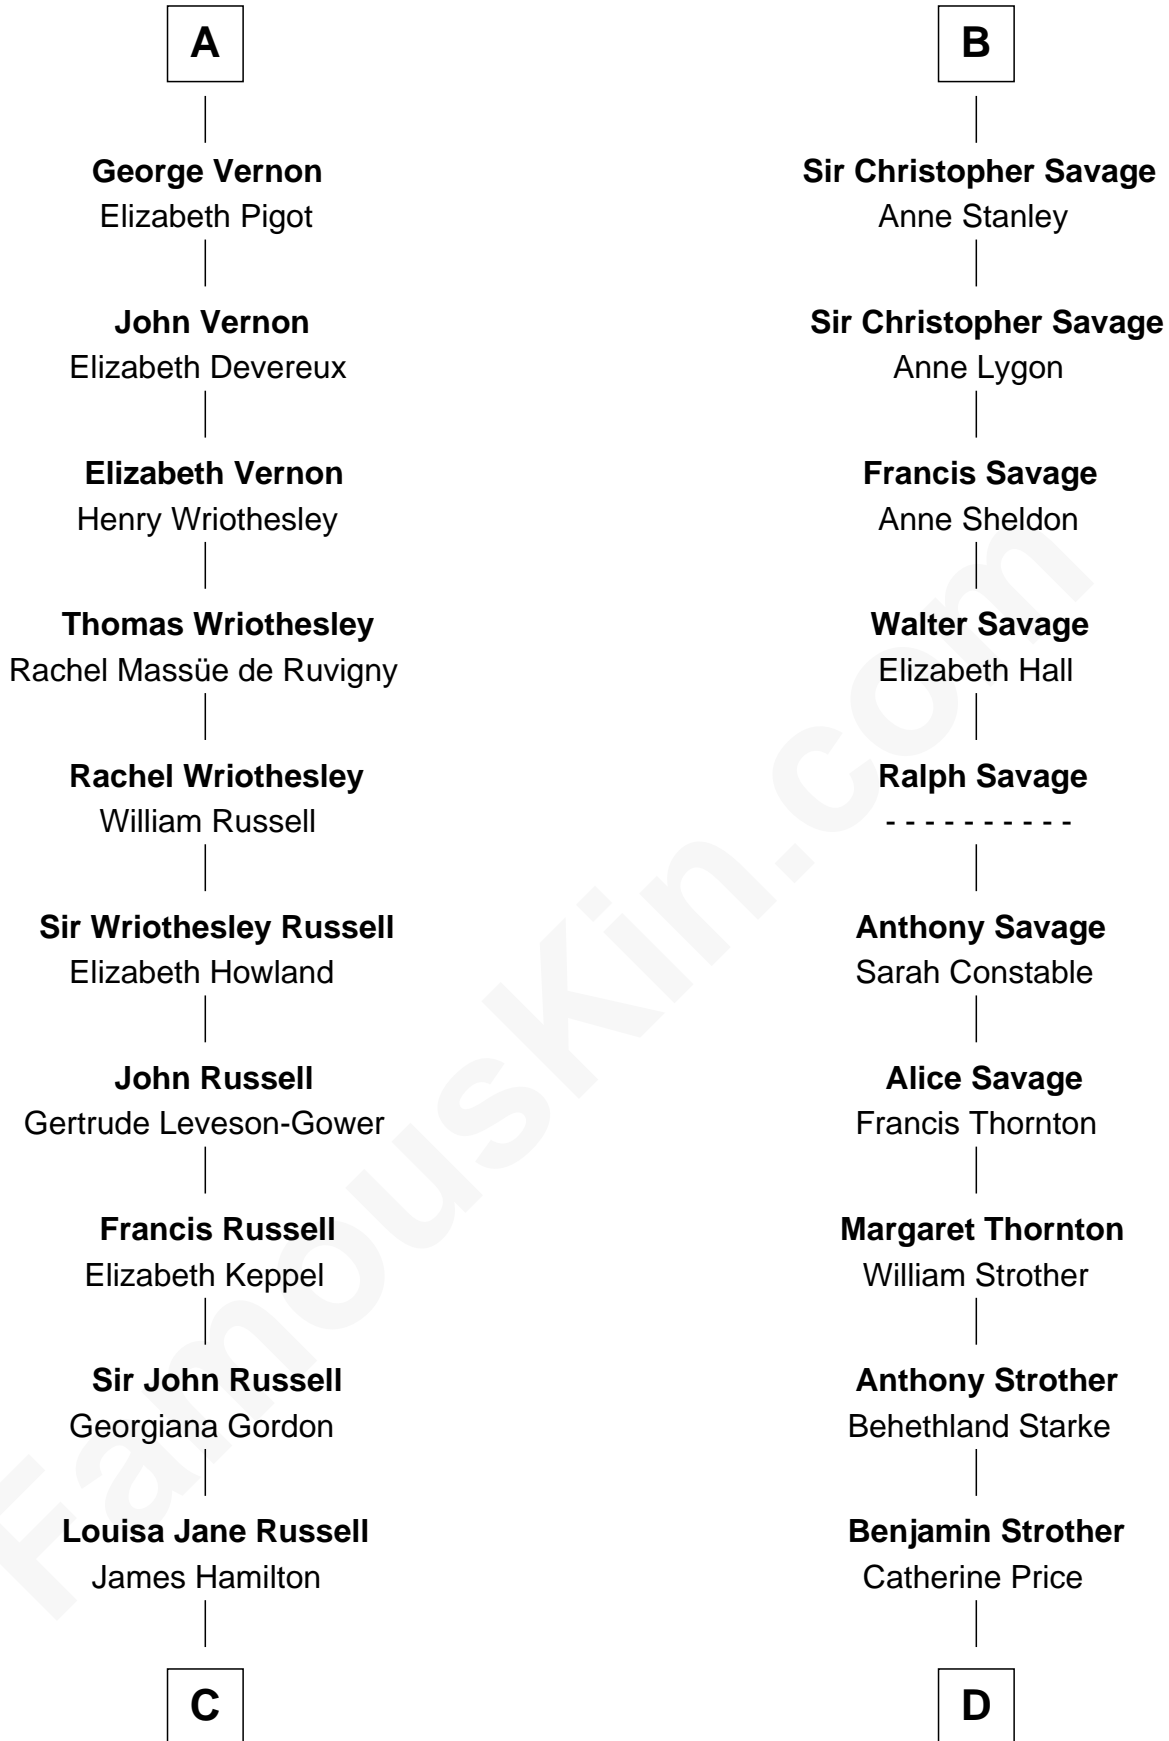 A
George Vernon
Elizabeth Pigot
John Vernon
Elizabeth Devereux
Elizabeth Vernon
Henry Wriothesley
Thomas Wriothesley
Rachel Massüe de Ruvigny
Rachel Wriothesley
William Russell
Sir Wriothesley Russell
Elizabeth Howland
John Russell
Gertrude Leveson-Gower
Francis Russell
Elizabeth Keppel
Sir John Russell
Georgiana Gordon
Louisa Jane Russell
James Hamilton
C
B
Sir Christopher Savage
Anne Stanley
Sir Christopher Savage
Anne Lygon
Francis Savage
Anne Sheldon
Walter Savage
Elizabeth Hall
Ralph Savage
- - - - - - - - - -
Anthony Savage
Sarah Constable
Alice Savage
Francis Thornton
Margaret Thornton
William Strother
Anthony Strother
Behethland Starke
Benjamin Strother
Catherine Price
D
FamousKin.com